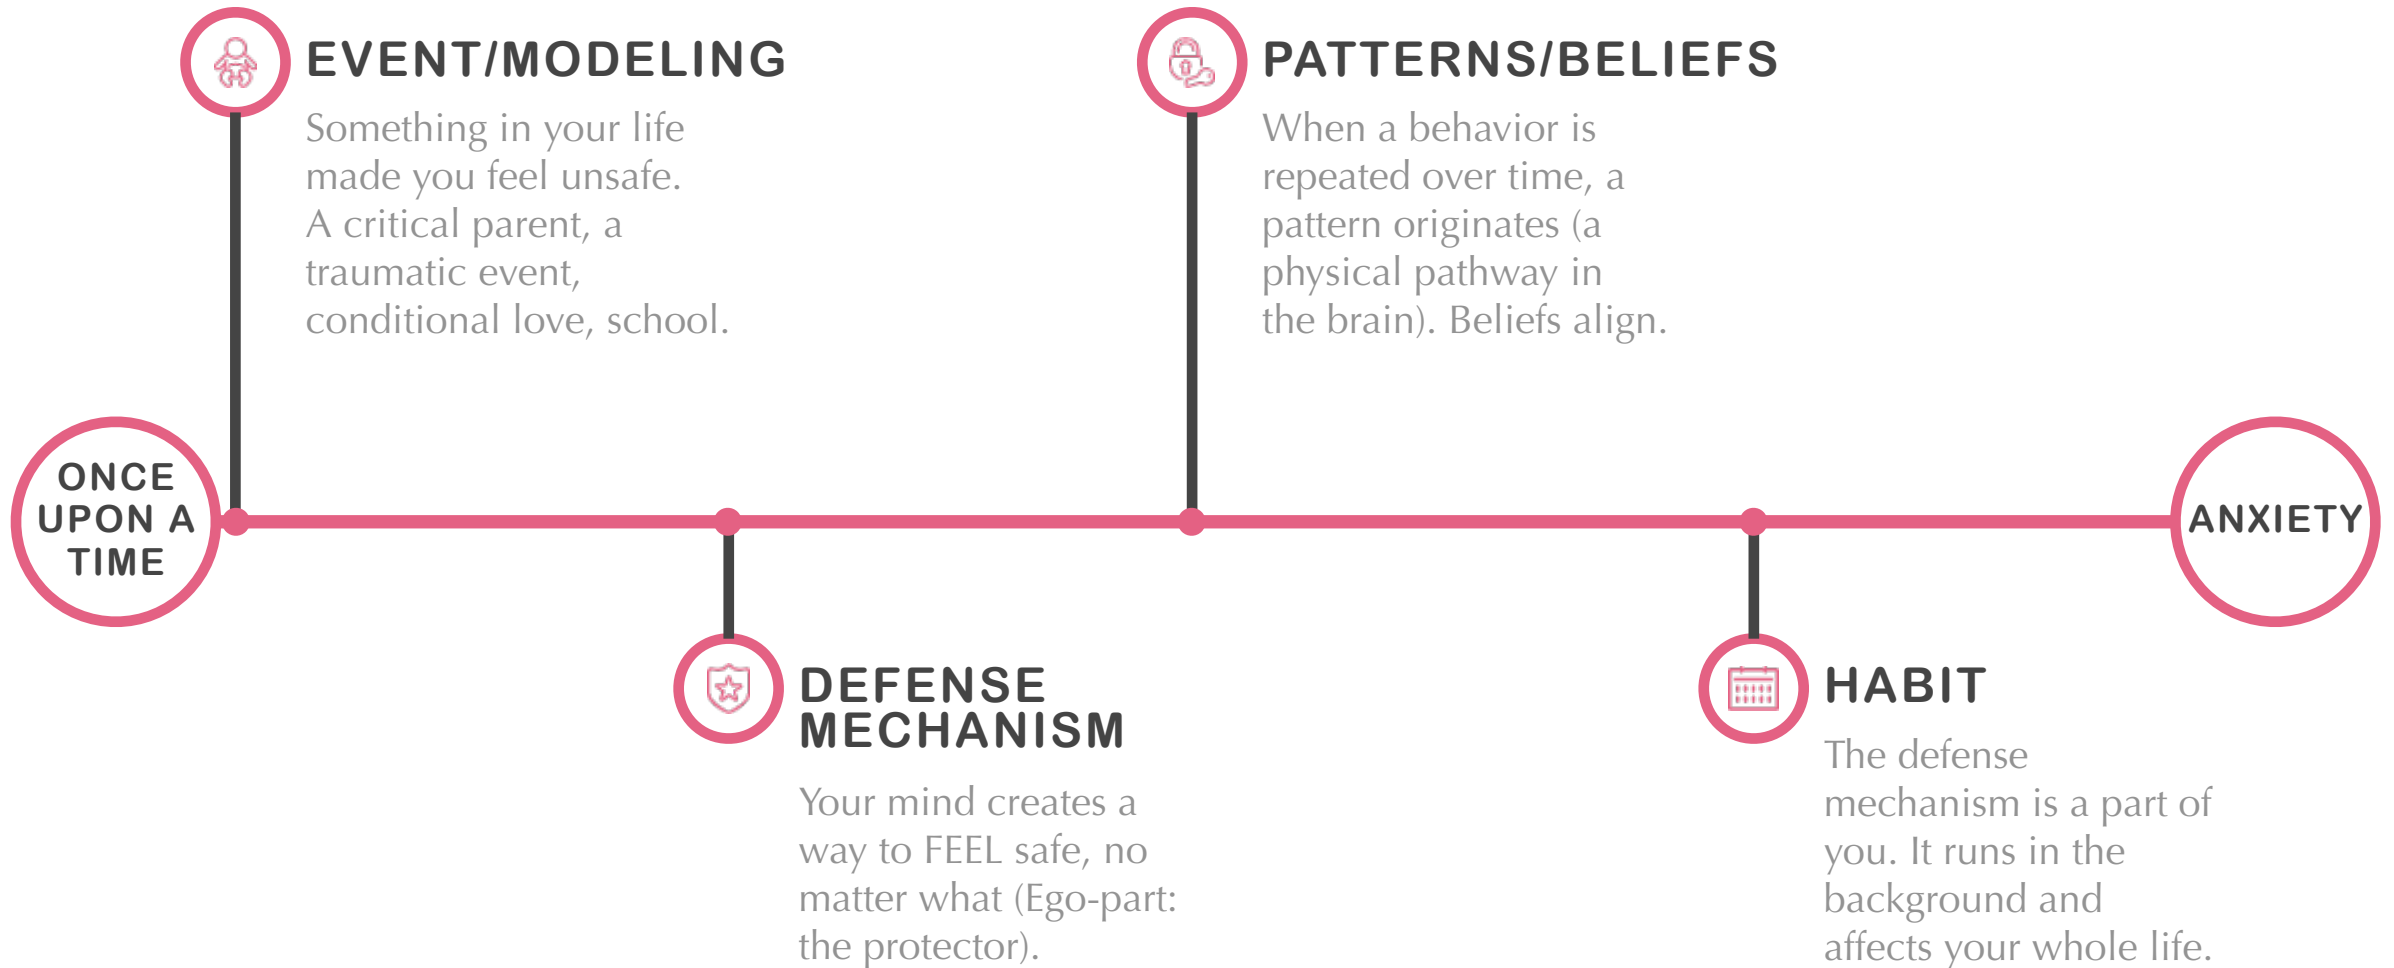 ONCE
UPON A
TIME
EVENT/MODELING
Something in your life
made you feel unsafe.
A critical parent, a
traumatic event,
conditional love, school.
DEFENSE
MECHANISM
Your mind creates a
way to FEEL safe, no
matter what (Ego-part:
the protector).
PATTERNS/BELIEFS
When a behavior is
repeated over time, a
pattern originates (a
physical pathway in
the brain). Beliefs align.
HABIT
The defense
mechanism is a part of
you. It runs in the
background and
affects your whole life.
ANXIETY